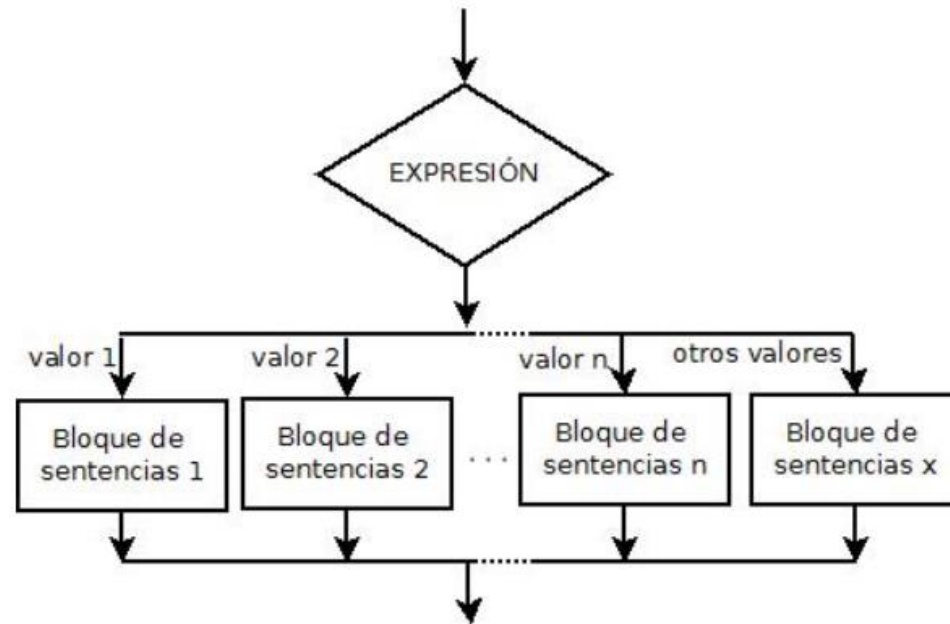 EXPRESIÓN
valor 1
valor 2
valor n
otros valores
Bloque de
sentencias 1
Bloque de
sentencias 2
. . .
Bloque de
sentencias n
Bloque de
sentencias x